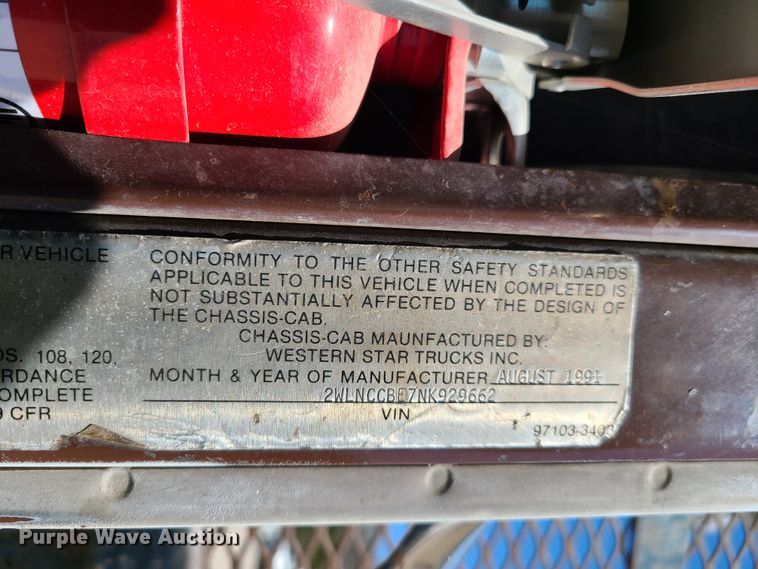 R VEHICLE
OS. 108, 120,
RDANCE
OMPLETE
9 CFR
CONFORMITY TO THE OTHER SAFETY STANDARDS
APPLICABLE TO THIS VEHICLE WHEN COMPLETED IS
NOT SUBSTANTIALLY AFFECTED BY THE DESIGN OF
THE CHASSIS-CAB.
CHASSIS-CAB MAUNFACTURED BY:
WESTERN STAR TRUCKS INC.
MONTH & YEAR OF MANUFACTURER AUGUST 1991
2WLNCCBE7NK929662
VIN
97103-3403
Purple Wave Auction